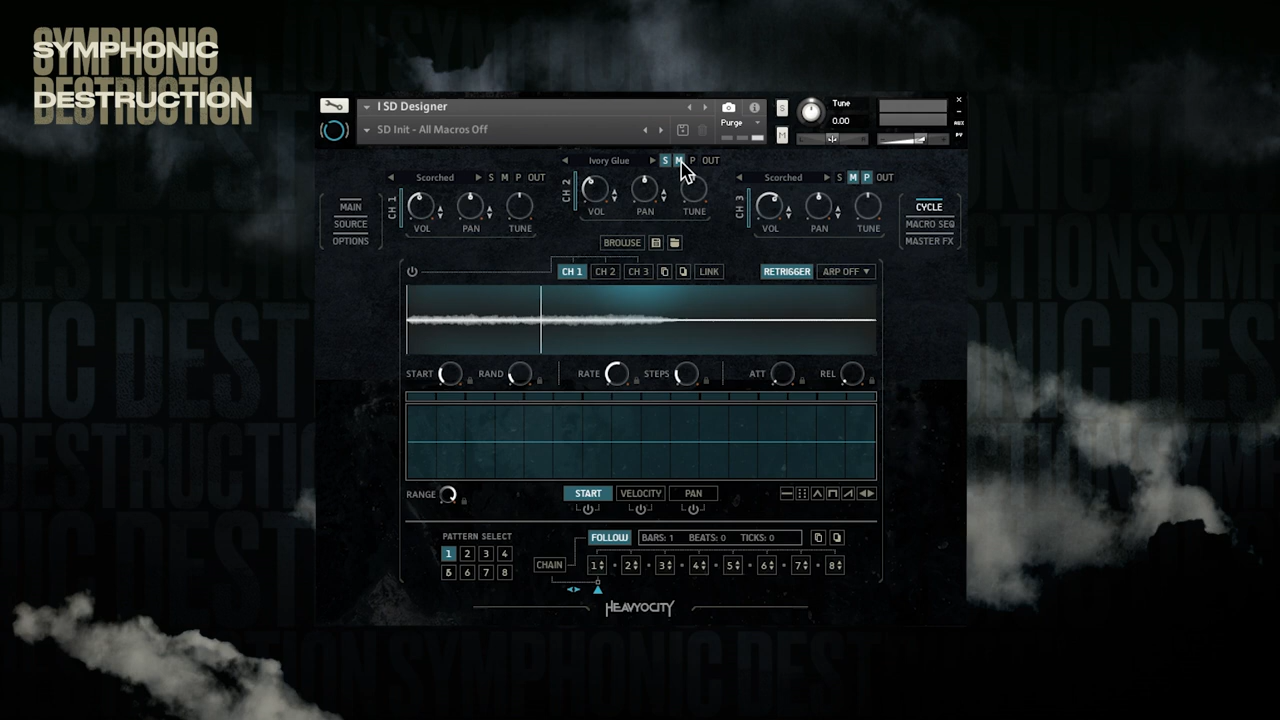 SYMPHONIC
DESTRUCTION
I SD Designer
SD Init - All Macros Off
Purge
S
M
Tune
0.00
AUX
PV
Ivory Glue S M P OUT
CH 2
VOL PAN TUNE
Scorched S M P OUT
CH 1
VOL PAN TUNE
Scorched S M P OUT
CH 3
VOL PAN TUNE
MAIN
SOURCE
OPTIONS
CYCLE
MACRO SEQ
MASTER FX
BROWSE
CH 1 CH 2 CH 3 LINK RETRIGGER ARP OFF
START RAND RATE STEPS ATT REL
RANGE START VELOCITY PAN
PATTERN SELECT
1 2 3 4
5 6 7 8
FOLLOW BARS: 1 BEATS: 0 TICKS: 0
CHAIN 1 2 3 4 5 6 7 8
HEAVYOCITY